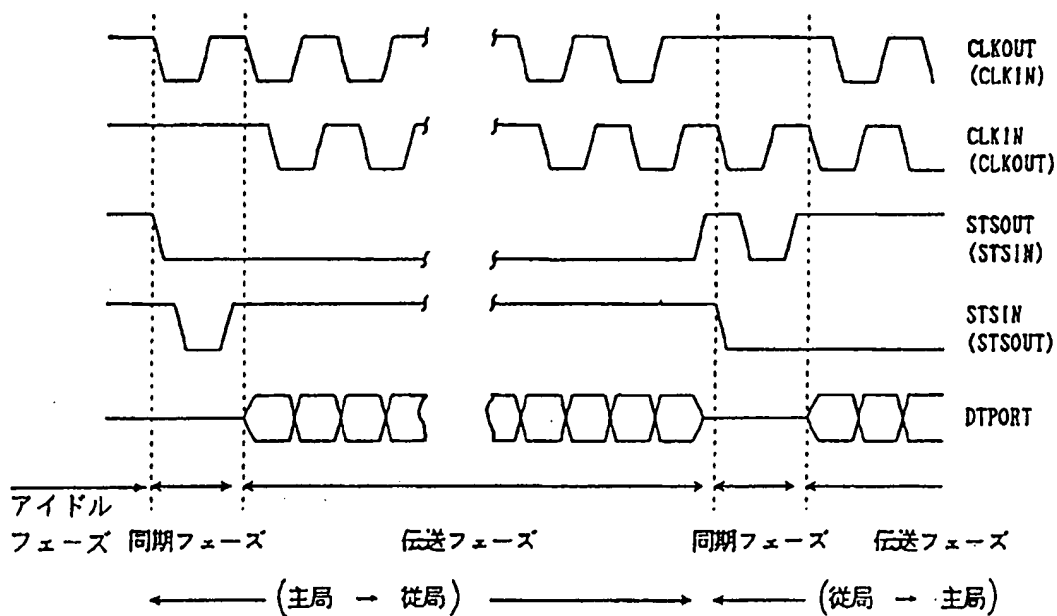 CLKOUT
(CLKIN)
CLKIN
(CLKOUT)
STSOUT
(STSIN)
STSIN
(STSOUT)
DTPORT
アイドル
フェーズ 同期フェーズ 伝送フェーズ 同期フェーズ 伝送フェーズ
(主局 → 従局) (従局 → 主局)